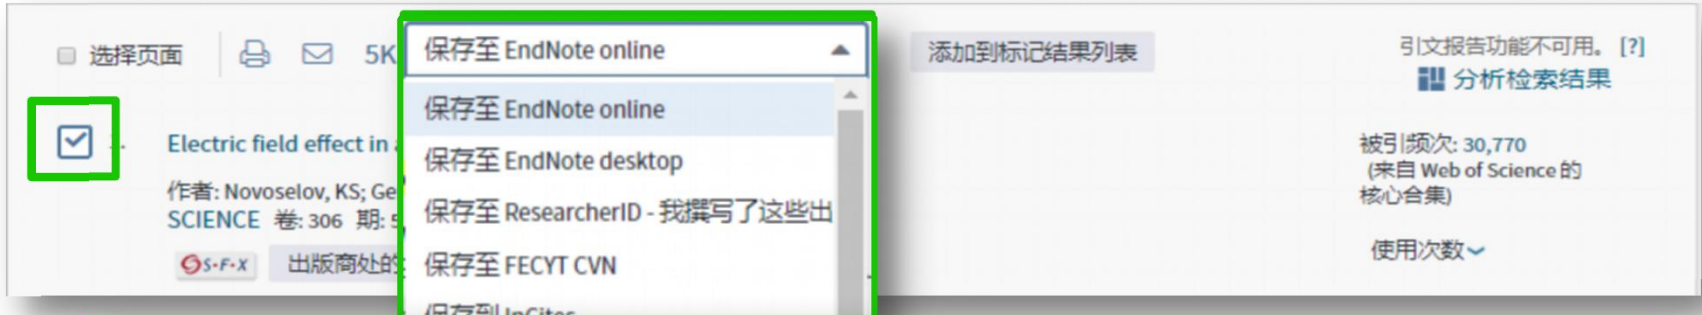 选择页面 5K 保存至 EndNote online 添加到标记结果列表 引文报告功能不可用。 [?]
分析检索结果
保存至 EndNote online
Electric field effect in
被引频次: 30,770
保存至 EndNote desktop
(来自 Web of Science 的
作者: Novoselov, KS; Ge
核心合集)
SCIENCE 卷: 306 期: 5
保存至 ResearcherID - 我撰写了这些出
使用次数
S·F·X 出版商处的
保存至 FECYT CVN
保存到 InCites